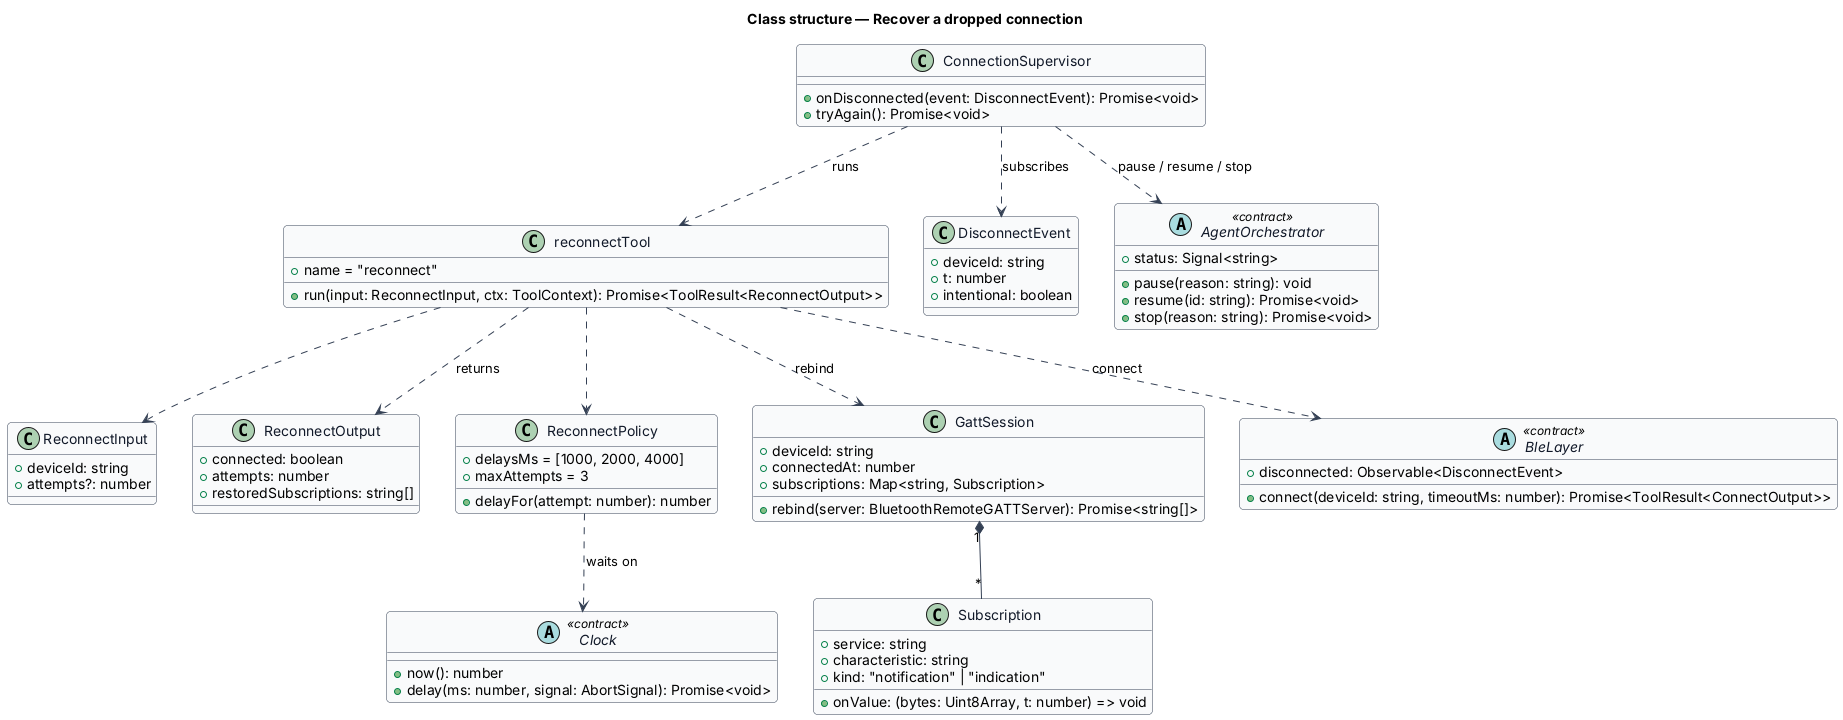 Class structure — Recover a dropped connection
C ConnectionSupervisor
onDisconnected(event: DisconnectEvent): Promise<void>
tryAgain(): Promise<void>
runs
subscribes
pause / resume / stop
C reconnectTool
name = "reconnect"
run(input: ReconnectInput, ctx: ToolContext): Promise<ToolResult<ReconnectOutput>>
C DisconnectEvent
deviceId: string
t: number
intentional: boolean
«contract»
A AgentOrchestrator
status: Signal<string>
pause(reason: string): void
resume(id: string): Promise<void>
stop(reason: string): Promise<void>
returns
rebind
connect
C ReconnectInput
deviceId: string
attempts?: number
C ReconnectOutput
connected: boolean
attempts: number
restoredSubscriptions: string[]
C ReconnectPolicy
delaysMs = [1000, 2000, 4000]
maxAttempts = 3
delayFor(attempt: number): number
C GattSession
deviceId: string
connectedAt: number
subscriptions: Map<string, Subscription>
rebind(server: BluetoothRemoteGATTServer): Promise<string[]>
«contract»
A BleLayer
disconnected: Observable<DisconnectEvent>
connect(deviceId: string, timeoutMs: number): Promise<ToolResult<ConnectOutput>>
waits on
1
*
«contract»
A Clock
now(): number
delay(ms: number, signal: AbortSignal): Promise<void>
C Subscription
service: string
characteristic: string
kind: "notification" | "indication"
onValue: (bytes: Uint8Array, t: number) => void